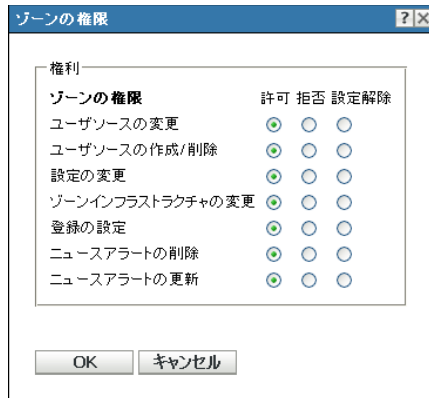 ゾーンの権限
権利
ゾーンの権限 許可 拒否 設定解除
ユーザソースの変更
ユーザソースの作成/削除
設定の変更
ゾーンインフラストラクチャの変更
登録の設定
ニュースアラートの削除
ニュースアラートの更新
OK キャンセル